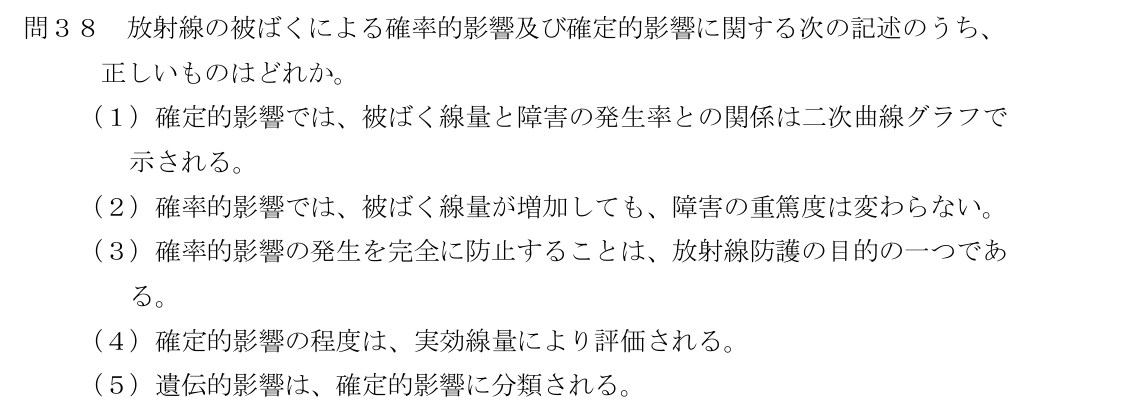 問３８　放射線の被ばくによる確率的影響及び確定的影響に関する次の記述のうち、
正しいものはどれか。
（１）確定的影響では、被ばく線量と障害の発生率との関係は二次曲線グラフで
示される。
（２）確率的影響では、被ばく線量が増加しても、障害の重篤度は変わらない。
（３）確率的影響の発生を完全に防止することは、放射線防護の目的の一つであ
る。
（４）確定的影響の程度は、実効線量により評価される。
（５）遺伝的影響は、確定的影響に分類される。